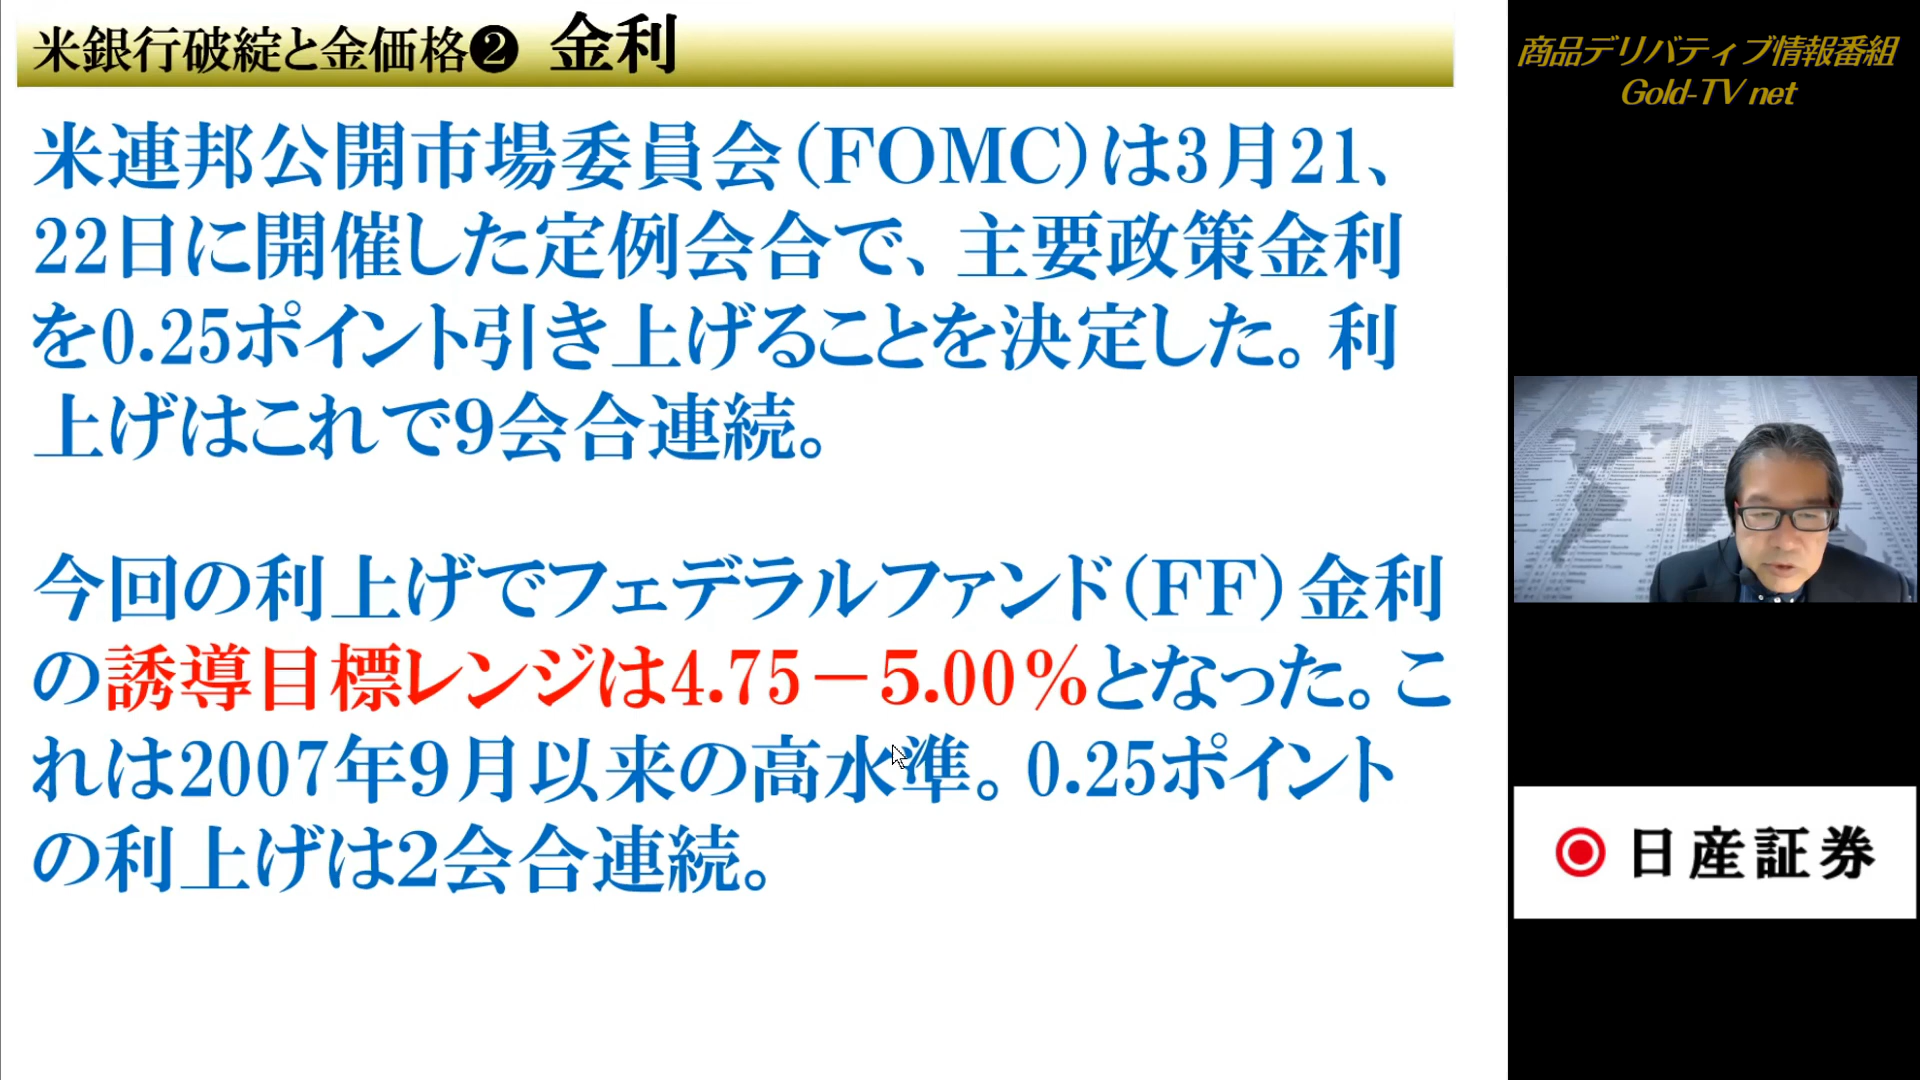 米銀行破綻と金価格❷ 金利
米連邦公開市場委員会（FOMC）は3月21、
22日に開催した定例会合で、主要政策金利
を0.25ポイント引き上げることを決定した。利
上げはこれで9会合連続。
今回の利上げでフェデラルファンド（FF）金利
の誘導目標レンジは4.75－5.00％となった。こ
れは2007年9月以来の高水準。0.25ポイント
の利上げは2会合連続。
商品デリバティブ情報番組
Gold-TV net
日産証券